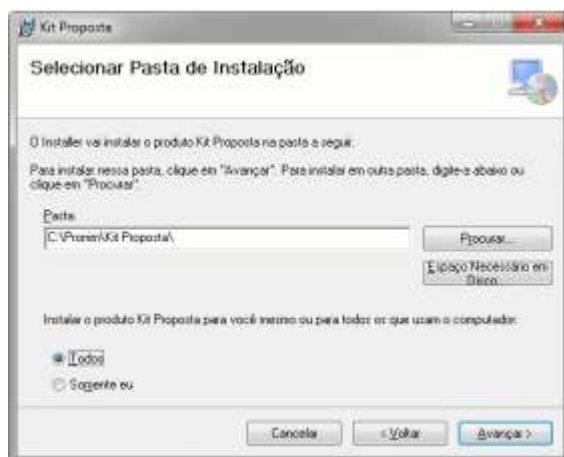 Kit Proposta
Selecionar Pasta de Instalação
O Installer vai instalar o produto Kit Proposta na pasta a seguir.
Para instalar nessa pasta, clique em "Avançar". Para instalar em outra pasta, digite-a abaixo ou
clique em "Procurar".
Pasta:
C:\Pronim\Kit Proposta\
Procurar...
Espaço Necessário em
Disco...
Instalar o produto Kit Proposta para você mesmo ou para todos os que usam o computador:
Todos
Somente eu
Cancelar
< Voltar
Avançar >